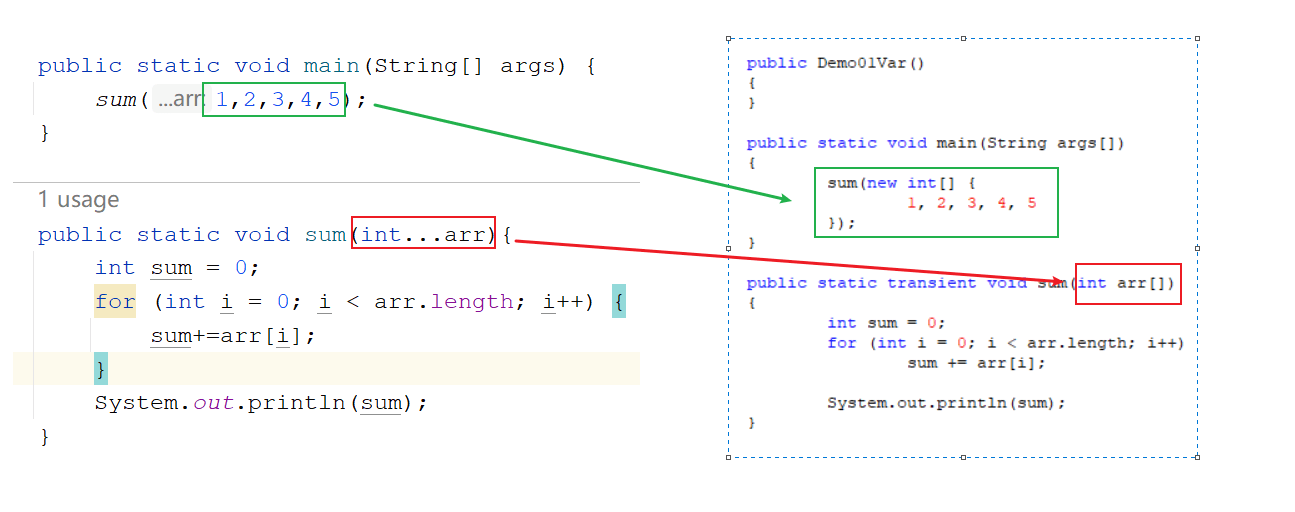 public static void main(String[] args) {
sum( ...arr: 1,2,3,4,5);
}
1 usage
public static void sum(int...arr){
int sum = 0;
for (int i = 0; i < arr.length; i++) {
sum+=arr[i];
}
System.out.println(sum);
}
public Demo01Var()
{
}
public static void main(String args[])
{
sum(new int[] {
1, 2, 3, 4, 5
});
}
public static transient void sum(int arr[])
{
int sum = 0;
for (int i = 0; i < arr.length; i++)
sum += arr[i];
System.out.println(sum);
}